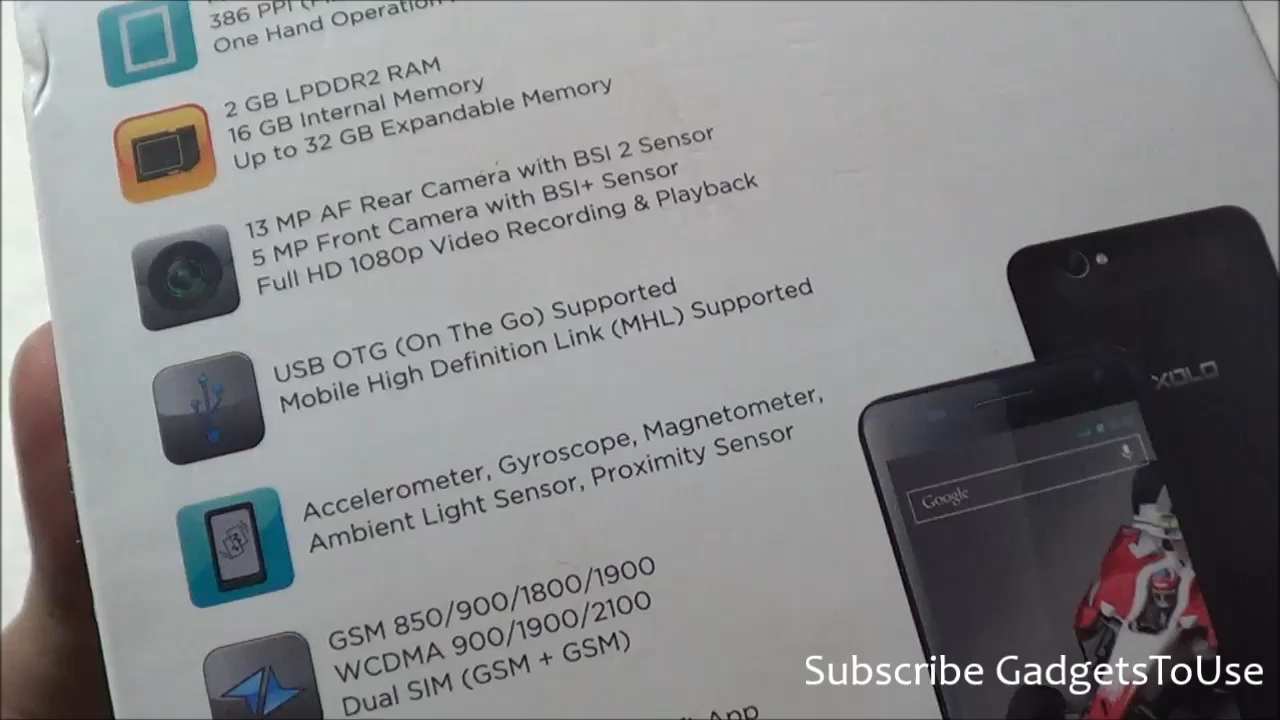 386 PPI
One Hand Operation
2 GB LPDDR2 RAM
16 GB Internal Memory
Up to 32 GB Expandable Memory
13 MP AF Rear Camera with BSI 2 Sensor
5 MP Front Camera with BSI+ Sensor
Full HD 1080p Video Recording & Playback
USB OTG (On The Go) Supported
Mobile High Definition Link (MHL) Supported
Accelerometer, Gyroscope, Magnetometer,
Ambient Light Sensor, Proximity Sensor
GSM 850/900/1800/1900
WCDMA 900/1900/2100
Dual SIM (GSM + GSM)
App
XOLO
Google
Subscribe GadgetsToUse